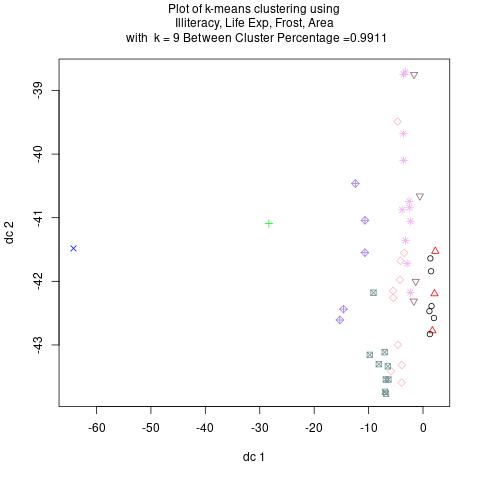 Plot of k-means clustering using
Illiteracy, Life Exp, Frost, Area
with k = 9 Between Cluster Percentage =0.9911
-39
-40
-41
-42
-43
dc 2
-60 -50 -40 -30 -20 -10 0
dc 1